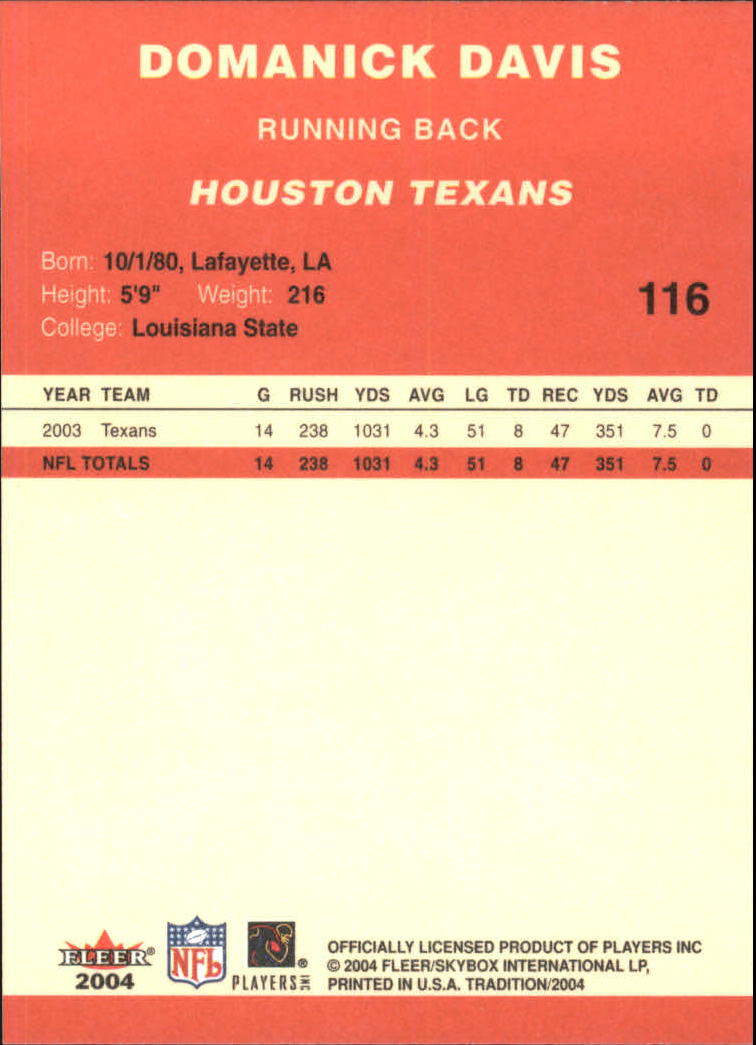 DOMANICK DAVIS
RUNNING BACK
HOUSTON TEXANS
Born: 10/1/80, Lafayette, LA
Height: 5'9" Weight: 216
116
College: Louisiana State
YEAR TEAM G RUSH YDS AVG LG TD REC YDS AVG TD
2003 Texans 14 238 1031 4.3 51 8 47 351 7.5 0
NFL TOTALS 14 238 1031 4.3 51 8 47 351 7.5 0
FLEER®
2004
NFL
PLAYERS INC ®
OFFICIALLY LICENSED PRODUCT OF PLAYERS INC
© 2004 FLEER/SKYBOX INTERNATIONAL LP,
PRINTED IN U.S.A. TRADITION/2004